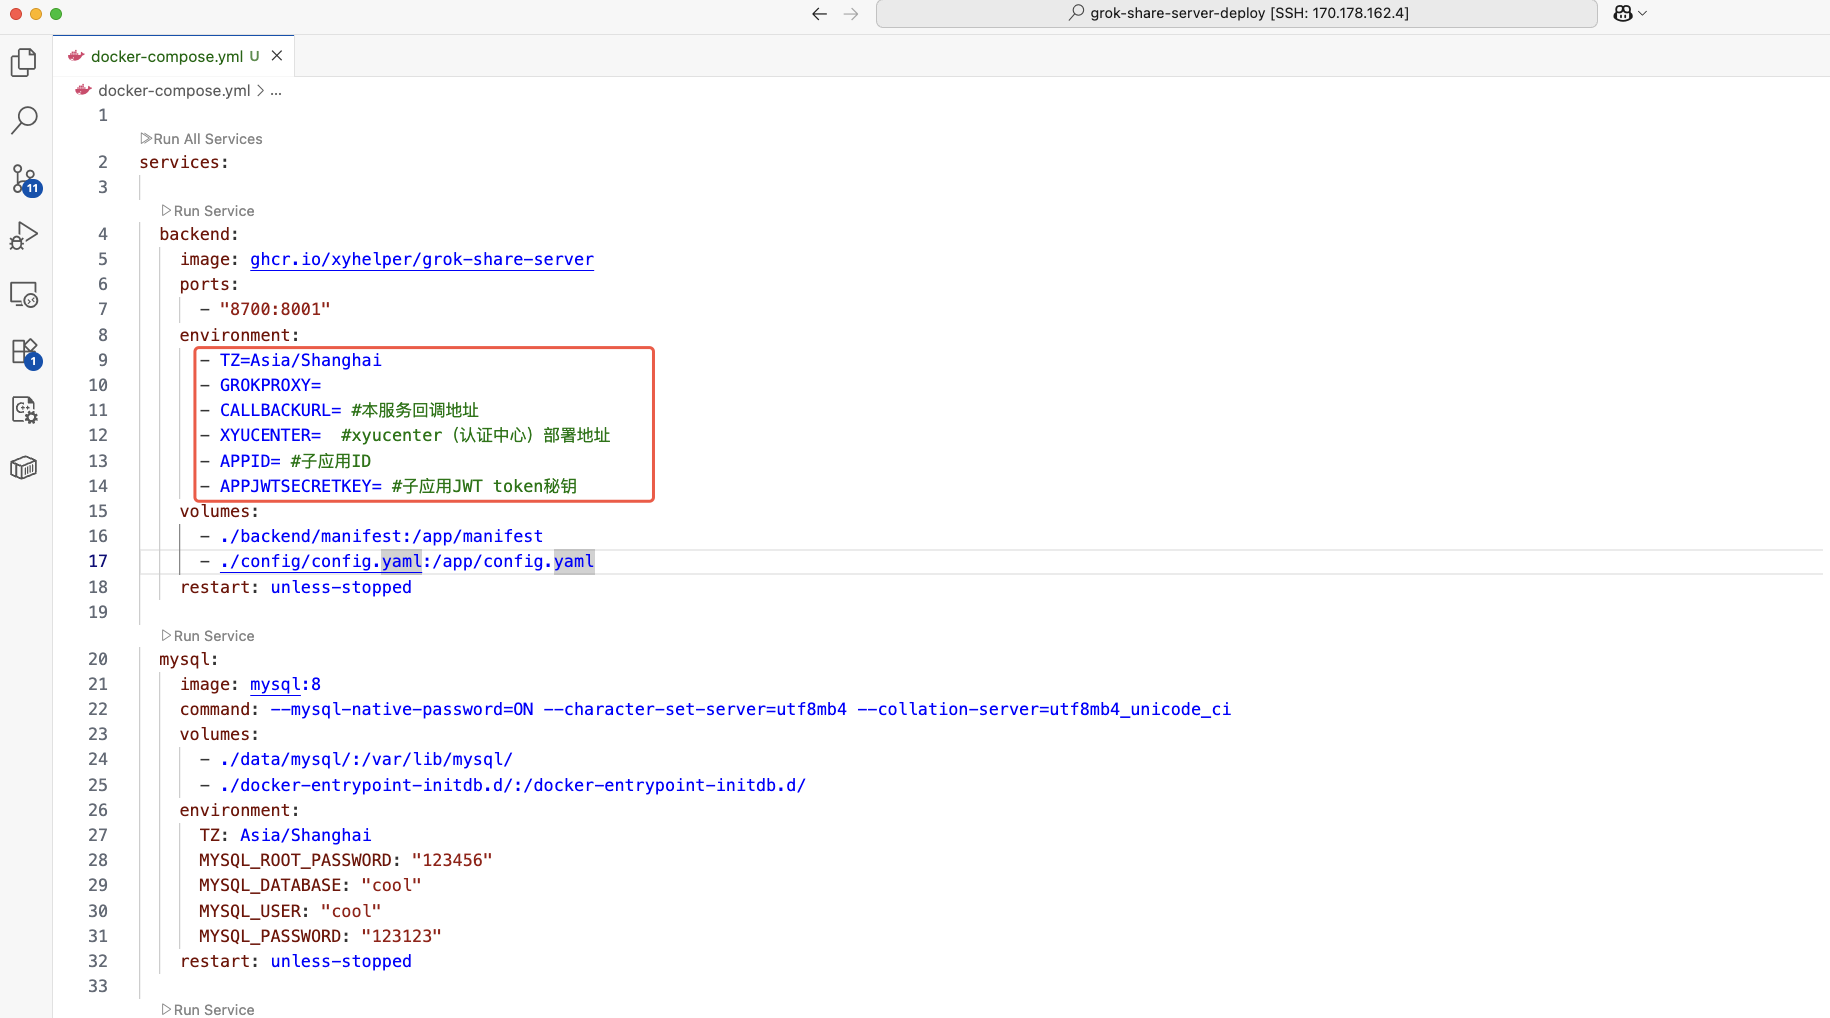 grok-share-server-deploy [SSH: 170.178.162.4]
docker-compose.yml U
docker-compose.yml > ...
1
Run All Services
2 services:
3
Run Service
4 backend:
5 image: ghcr.io/xyhelper/grok-share-server
6 ports:
7 - "8700:8001"
8 environment:
9 - TZ=Asia/Shanghai
10 - GROKPROXY=
11 - CALLBACKURL= #本服务回调地址
12 - XYUCENTER=  #xyucenter（认证中心）部署地址
13 - APPID= #子应用ID
14 - APPJWTSECRETKEY= #子应用JWT token秘钥
15 volumes:
16 - ./backend/manifest:/app/manifest
17 - ./config/config.yaml:/app/config.yaml
18 restart: unless-stopped
19
Run Service
20 mysql:
21 image: mysql:8
22 command: --mysql-native-password=ON --character-set-server=utf8mb4 --collation-server=utf8mb4_unicode_ci
23 volumes:
24 - ./data/mysql/:/var/lib/mysql/
25 - ./docker-entrypoint-initdb.d/:/docker-entrypoint-initdb.d/
26 environment:
27 TZ: Asia/Shanghai
28 MYSQL_ROOT_PASSWORD: "123456"
29 MYSQL_DATABASE: "cool"
30 MYSQL_USER: "cool"
31 MYSQL_PASSWORD: "123123"
32 restart: unless-stopped
33
Run Service
11
1